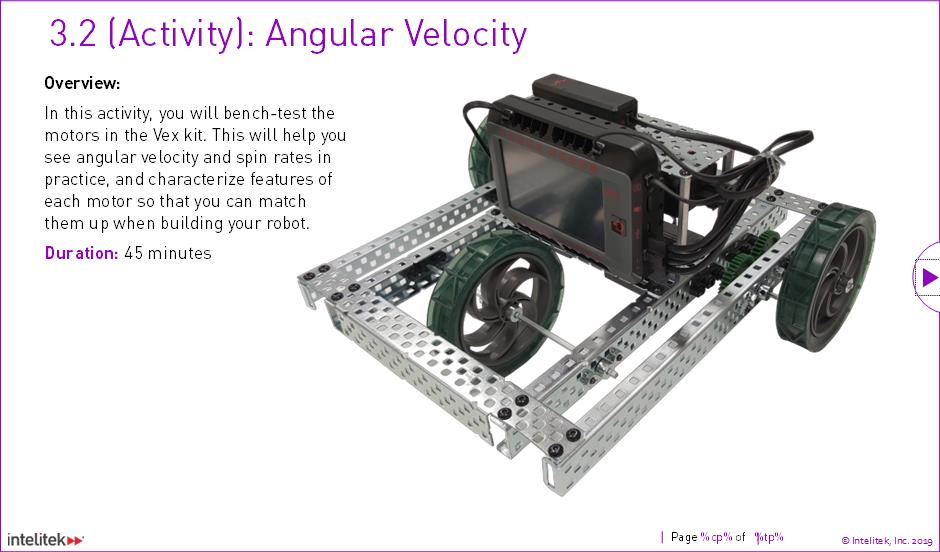 3.2 (Activity): Angular Velocity
Overview:
In this activity, you will bench-test the
motors in the Vex kit. This will help you
see angular velocity and spin rates in
practice, and characterize features of
each motor so that you can match
them up when building your robot.
Duration: 45 minutes
intelitek
| Page %cp% of %tp%
© Intelitek, Inc. 2019